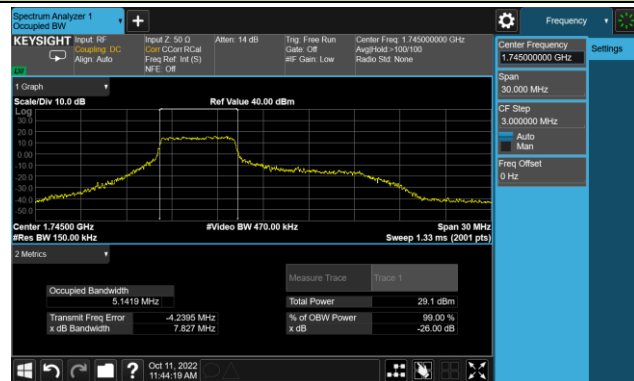 Spectrum Analyzer 1
Occupied BW
Frequency
KEYSIGHT
Input: RF
Coupling: DC
Align: Auto
Input Z: 50 Ω
Corr CCorr RCal
Freq Ref: Int (S)
NFE: Off
Atten: 14 dB
Trig: Free Run
Gate: Off
#IF Gain: Low
Center Freq: 1.745000000 GHz
Avg|Hold:>100/100
Radio Std: None
Center Frequency
1.745000000 GHz
Settings
Span
30.000 MHz
CF Step
3.000000 MHz
Auto
Man
Freq Offset
0 Hz
1 Graph
Scale/Div 10.0 dB
Ref Value 40.00 dBm
Log
30.0
20.0
10.0
0.00
-10.0
-20.0
-30.0
-40.0
-50.0
Center 1.74500 GHz
#Video BW 470.00 kHz
Span 30 MHz
#Res BW 150.00 kHz
Sweep 1.33 ms (2001 pts)
2 Metrics
Measure Trace
Trace 1
Occupied Bandwidth
5.1419 MHz
Total Power
29.1 dBm
Transmit Freq Error
-4.2395 MHz
% of OBW Power
99.00 %
x dB Bandwidth
7.827 MHz
x dB
-26.00 dB
Oct 11, 2022
11:44:19 AM